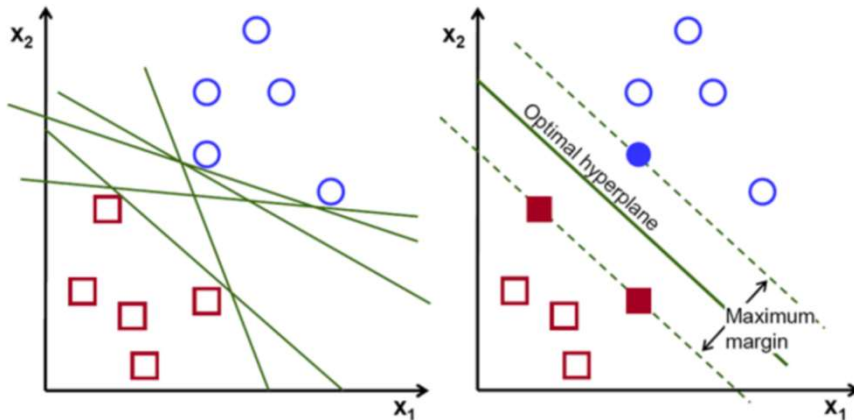 x₂
x₁
x₂
Optimal hyperplane
Maximum
margin
x₁